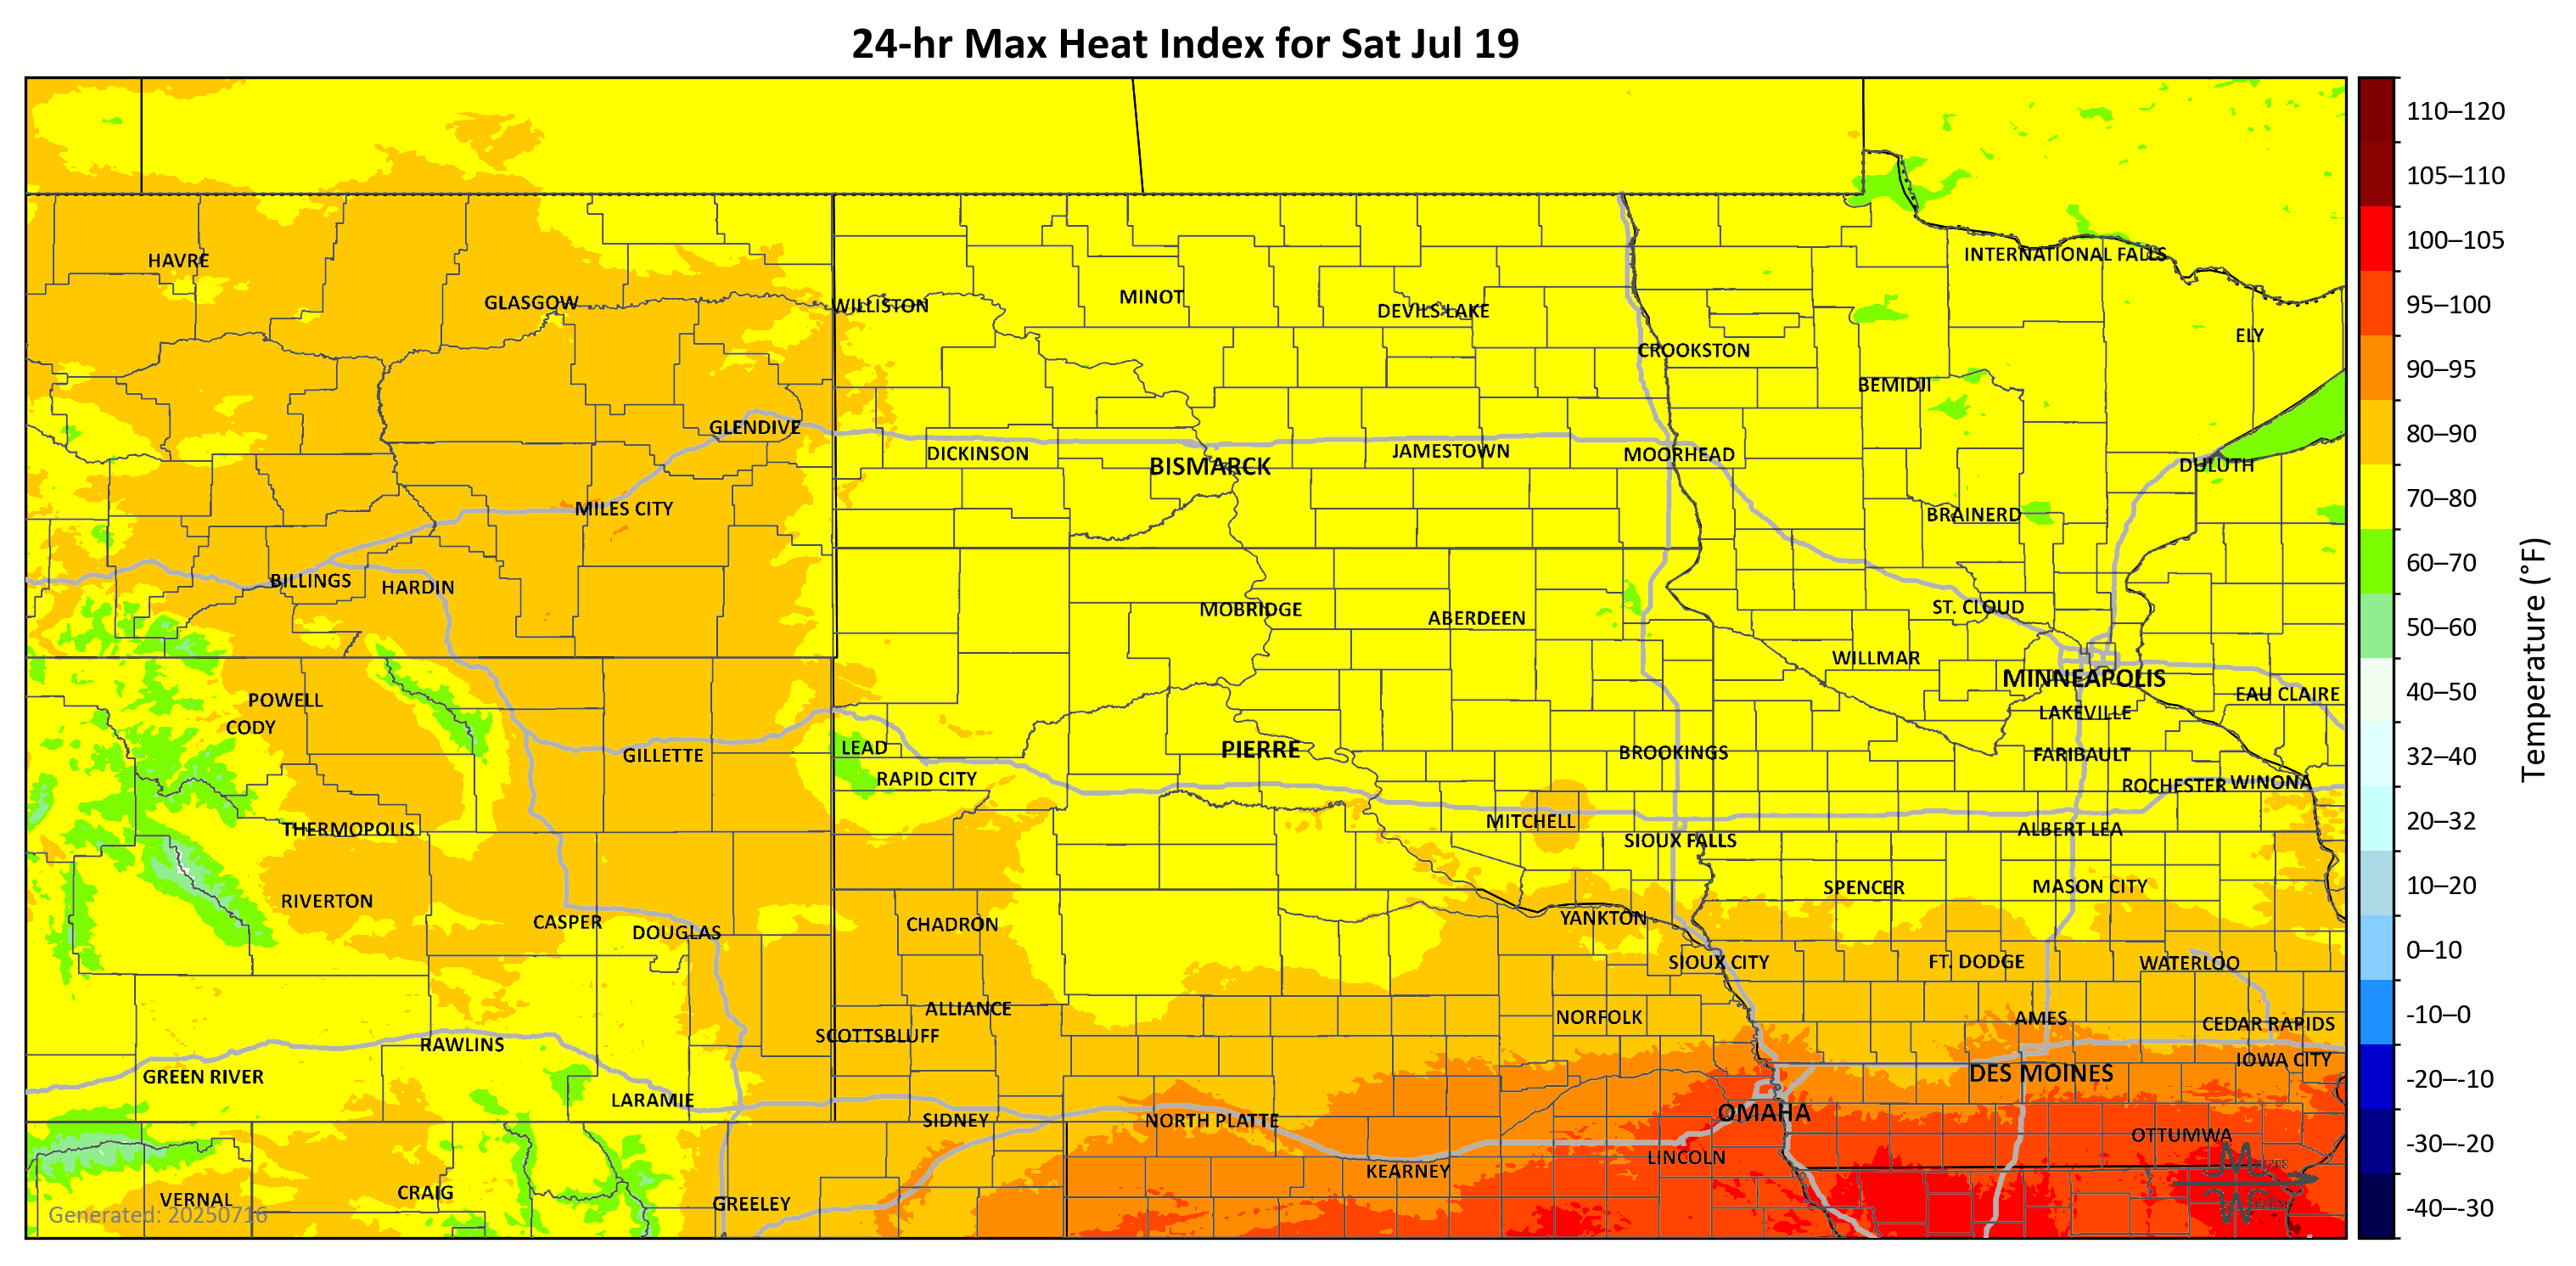 24-hr Max Heat Index for Sat Jul 19
110–120
105–110
INTERNATIONAL FALLS
100–105
HAVRE
MINOT
GLASGOW
WILLISTON
DEVILS LAKE
95–100
ELY
CROOKSTON
90–95
BEMIDJI
GLENDIVE
80–90
DICKINSON
JAMESTOWN
MOORHEAD
BISMARCK
DULUTH
70–80
MILES CITY
BRAINERD
60–70
BILLINGS
HARDIN
MOBRIDGE
ABERDEEN
ST. CLOUD
50–60
WILLMAR
MINNEAPOLIS
40–50
EAU CLAIRE
POWELL
LAKEVILLE
CODY
Temperature (°F)
LEAD
PIERRE
BROOKINGS
FARIBAULT
GILLETTE
32–40
RAPID CITY
ROCHESTER
WINONA
MITCHELL
20–32
THERMOPOLIS
ALBERT LEA
SIOUX FALLS
10–20
SPENCER
MASON CITY
RIVERTON
CASPER
CHADRON
YANKTON
DOUGLAS
0–10
SIOUX CITY
FT. DODGE
WATERLOO
ALLIANCE
NORFOLK
AMES
-10–0
CEDAR RAPIDS
SCOTTSBLUFF
RAWLINS
IOWA CITY
GREEN RIVER
DES MOINES
-20–-10
LARAMIE
OMAHA
SIDNEY
NORTH PLATTE
OTTUMWA
-30–-20
LINCOLN
KEARNEY
CRAIG
VERNAL
GREELEY
-40–-30
Generated: 20250716